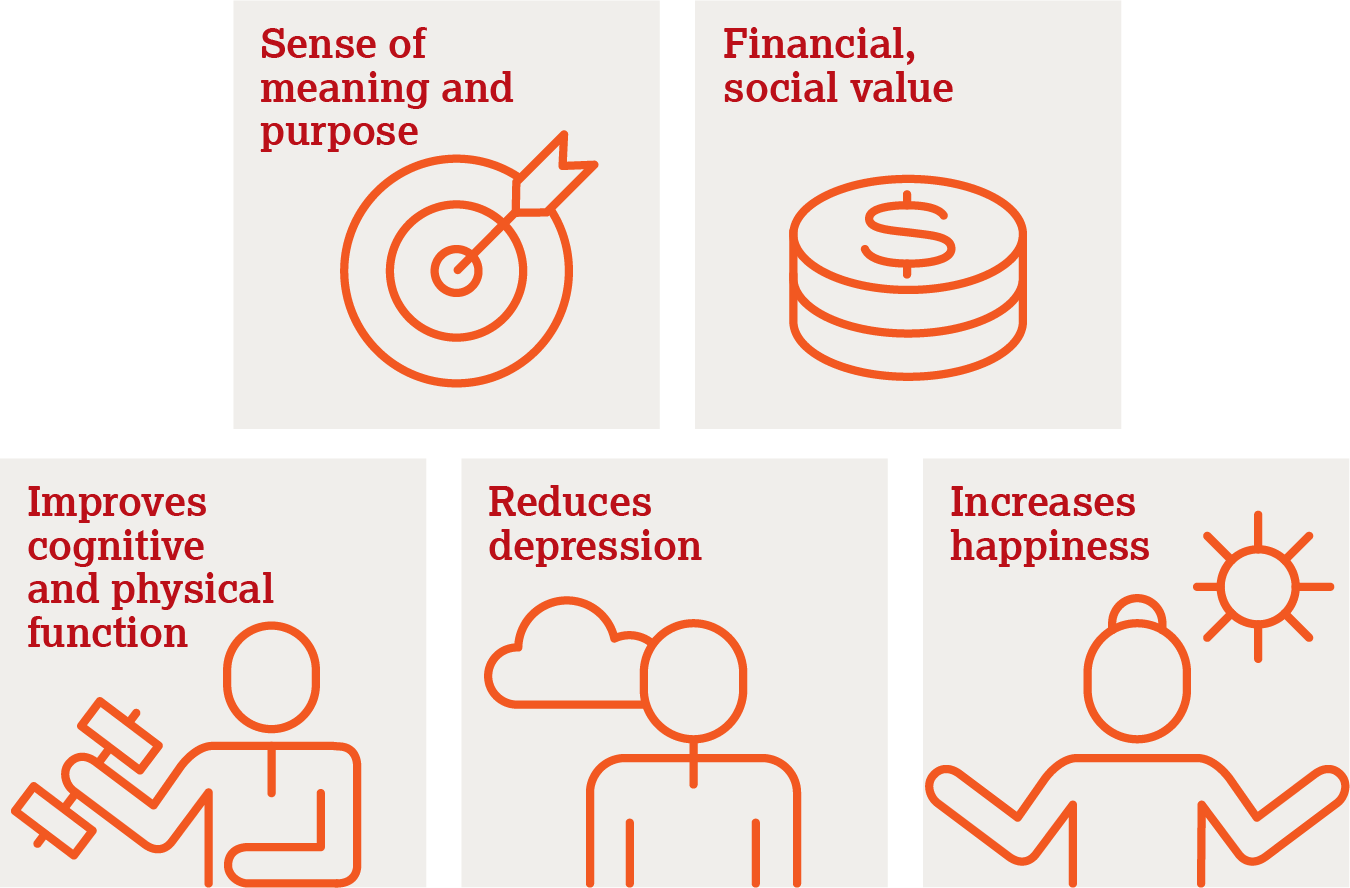 Sense of
meaning and
purpose
Financial,
social value
$
Improves
cognitive
and physical
function
Reduces
depression
Increases
happiness